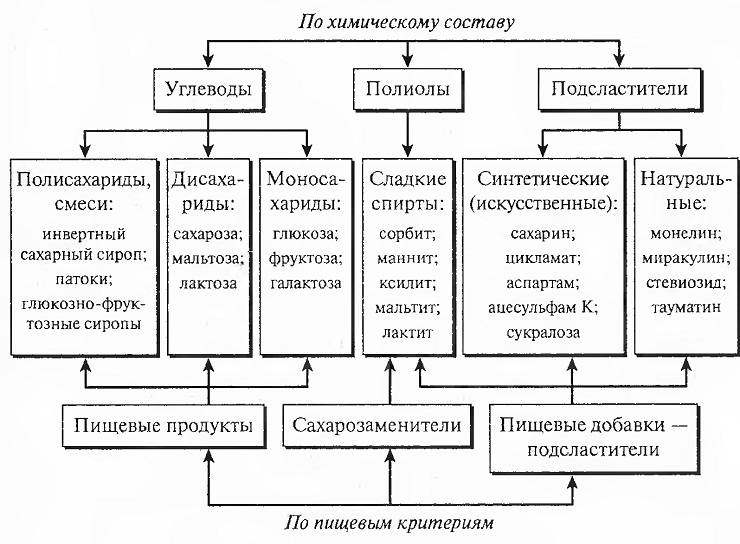 По химическому составу
Углеводы
Полиолы
Подсластители
Полисахариды,
смеси:
инвертный
сахарный сироп;
патоки;
глюкозно-фрук-
тозные сиропы
Дисаха-
риды:
сахароза;
мальтоза;
лактоза
Моноса-
хариды:
глюкоза;
фруктоза;
галактоза
Сладкие
спирты:
сорбит;
маннит;
ксилит;
мальтит;
лактит
Синтетические
(искусственные):
сахарин;
цикламат;
аспартам;
ацесульфам К;
сукралоза
Натураль-
ные:
монелин;
миракулин;
стевиозид;
тауматин
Пищевые продукты
Сахарозаменители
Пищевые добавки —
подсластители
По пищевым критериям